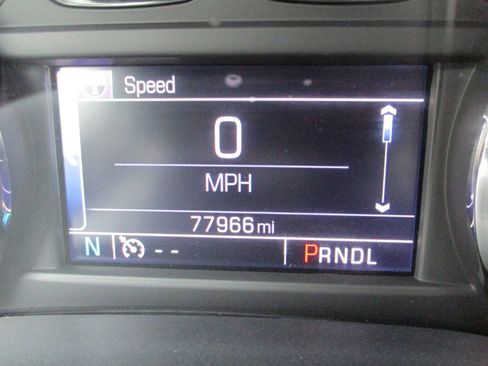 Speed
0
MPH
77966 mi
N -- PRNDL